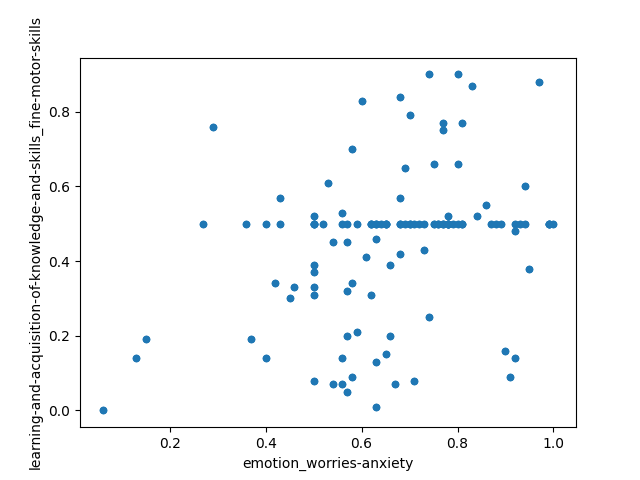 learning-and-acquisition-of-knowledge-and-skills_fine-motor-skills
0.8
0.6
0.4
0.2
0.0
0.2 0.4 0.6 0.8 1.0
emotion_worries-anxiety